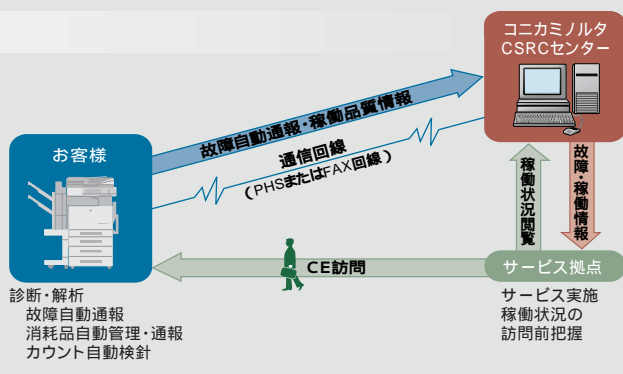 コニカミノルタ
CSRCセンター
故障自動通報・稼働品質情報
通信回線
（PHSまたはFAX回線）
お客様
稼働状況閲覧
故障・稼働情報
CE訪問
サービス拠点
診断・解析
故障自動通報
消耗品自動管理・通報
カウント自動検針
サービス実施
稼働状況の
訪問前把握